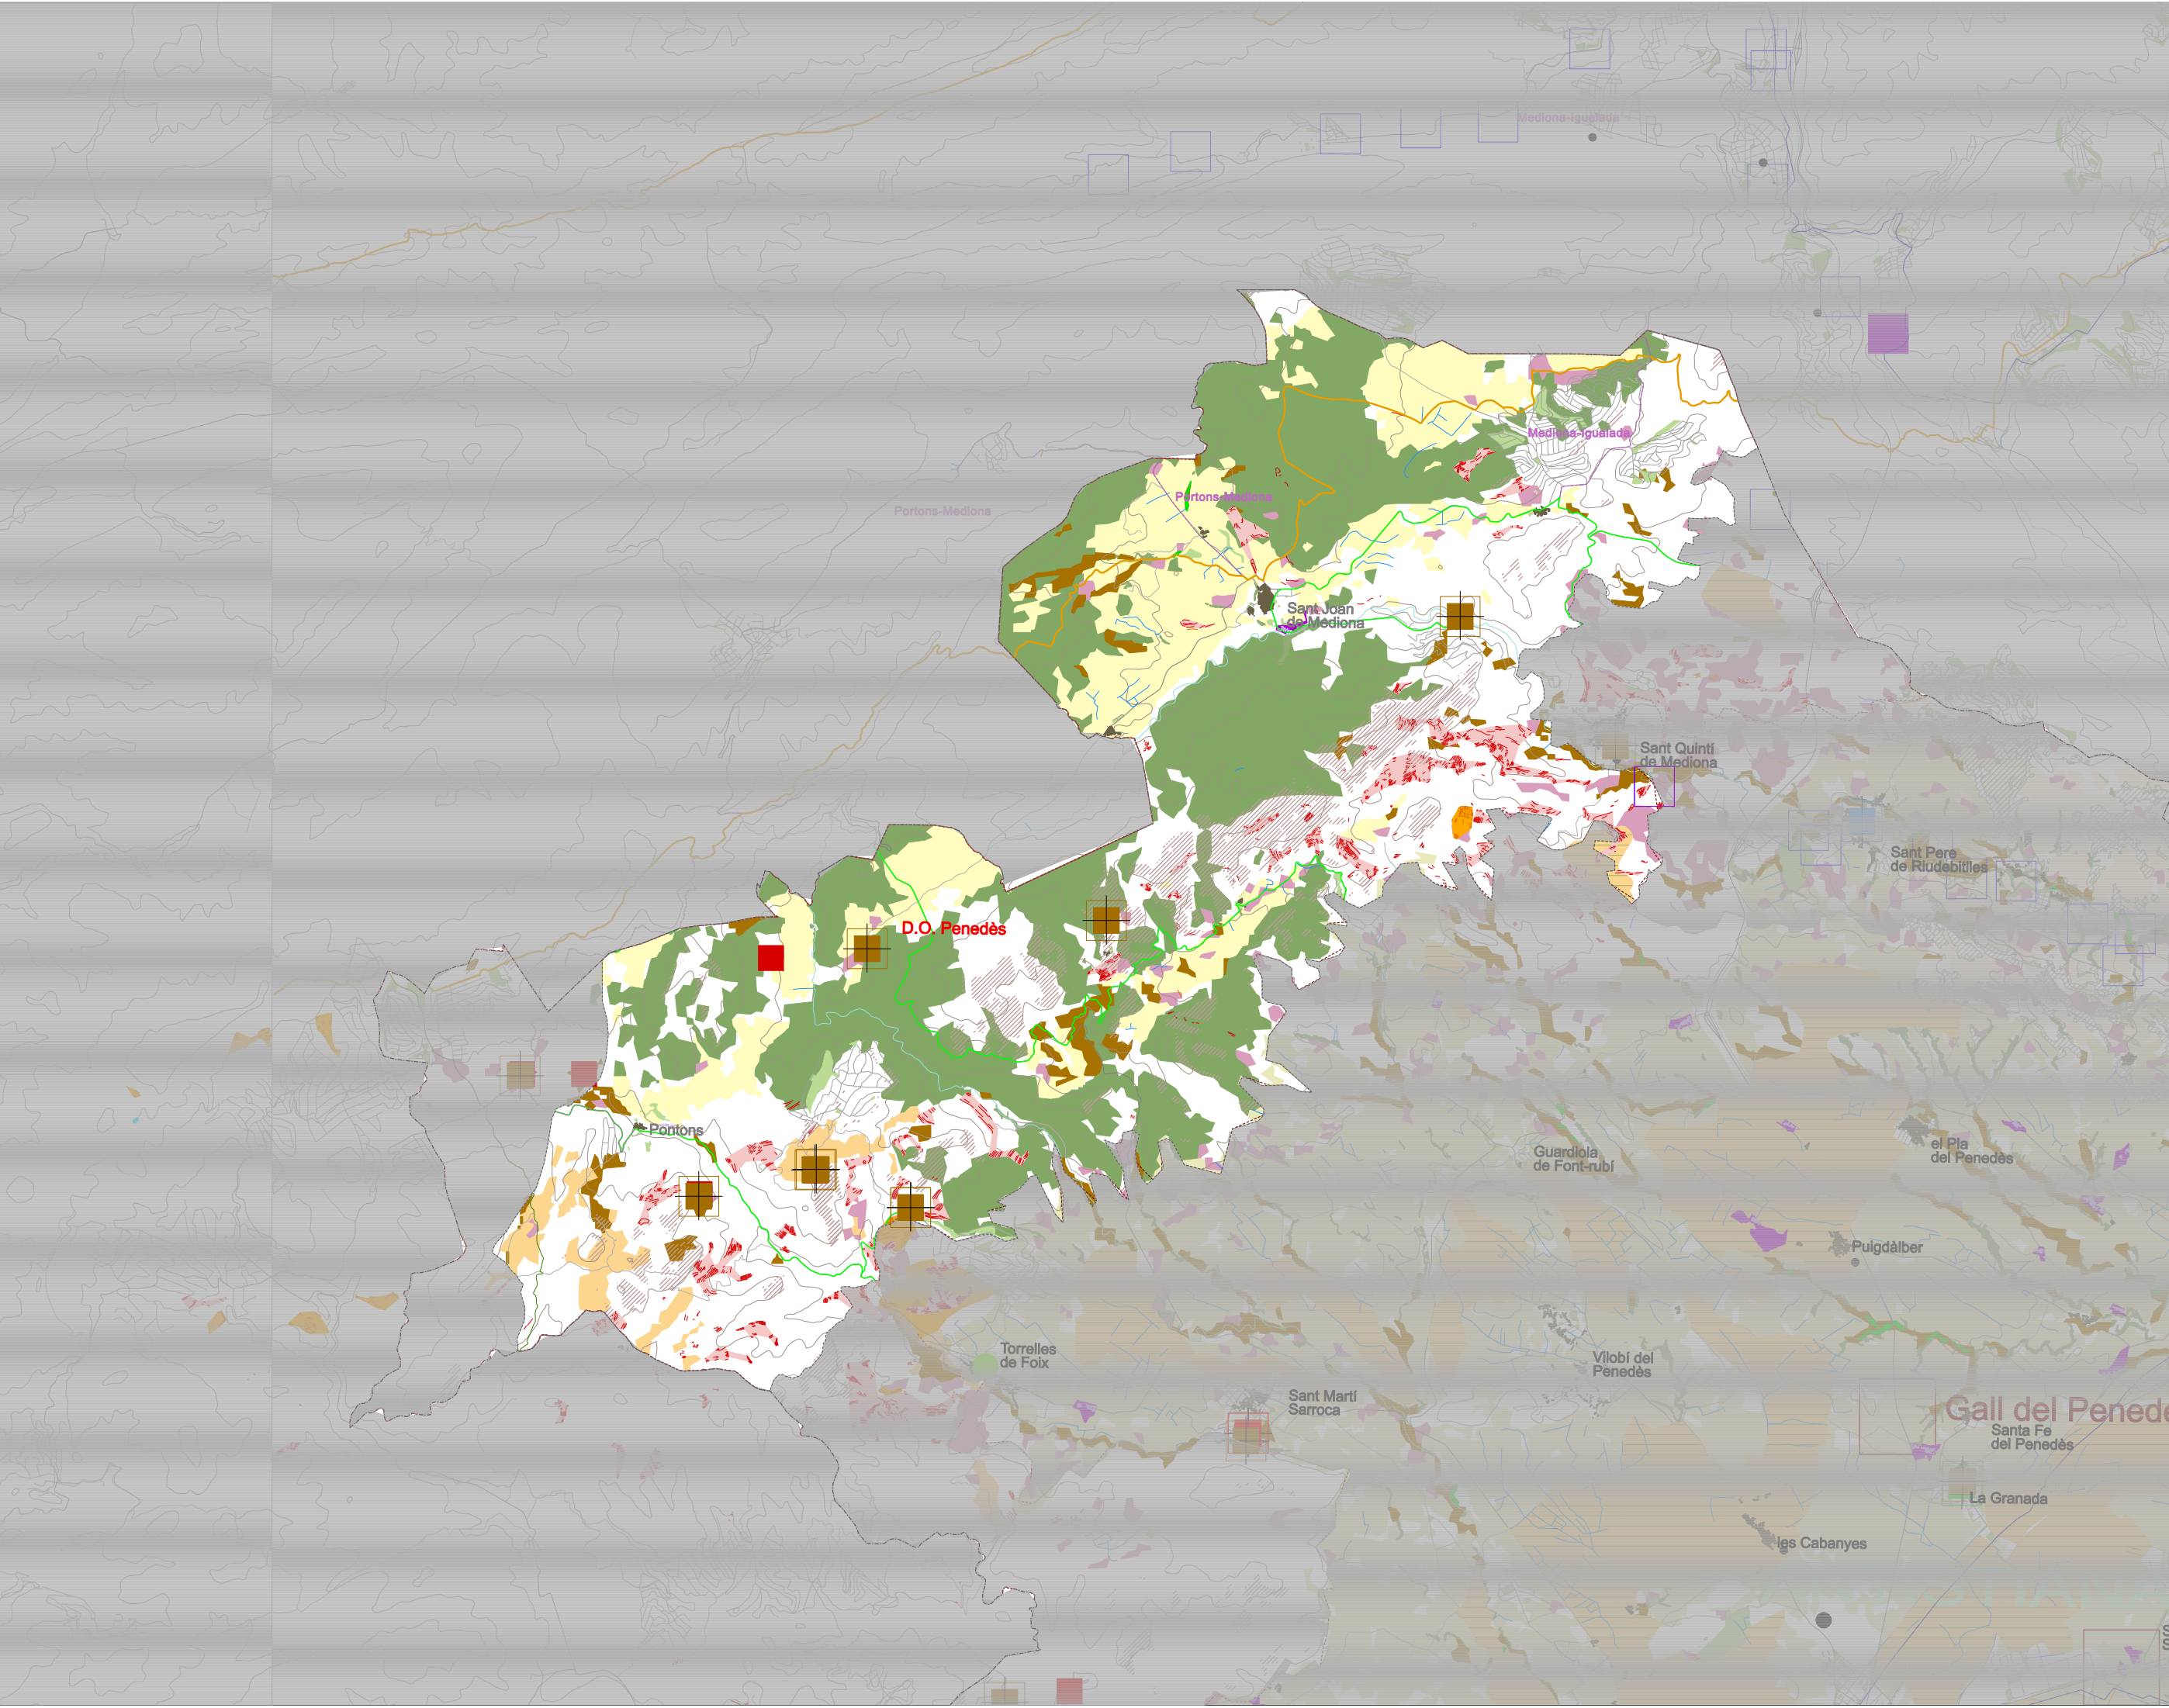 Mediona-Igualada
Mediona-Igualada
Portons-Mediona
Portons-Mediona
Sant Joan
de Mediona
Sant Quintí
de Mediona
Sant Pere
de Riudebitlles
D.O. Penedès
Pontons
Guardiola
de Font-rubí
el Pla
del Penedès
Puigdàlber
Torrelles
de Foix
Vilobí del
Penedès
Sant Martí
Sarroca
Gall del Pened
Santa Fe
del Penedès
La Granada
les Cabanyes